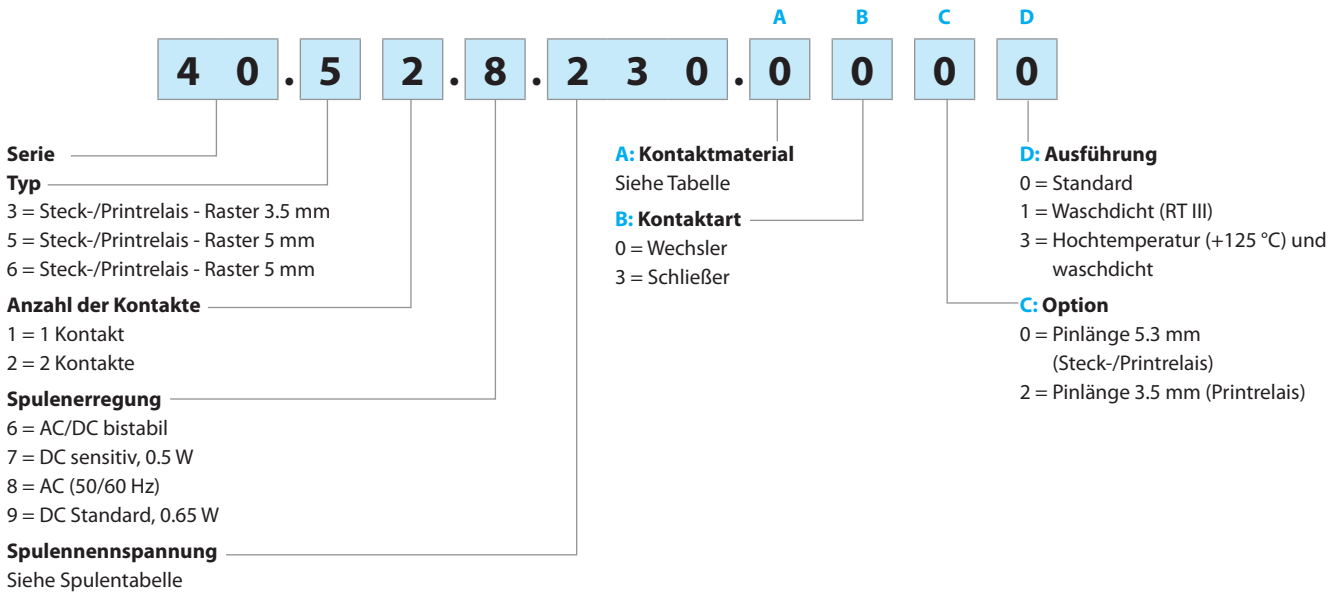 A B C D
4 0 . 5 2 . 8 . 2 3 0 . 0 0 0 0
Serie
Typ
3 = Steck-/Printrelais - Raster 3.5 mm
5 = Steck-/Printrelais - Raster 5 mm
6 = Steck-/Printrelais - Raster 5 mm
Anzahl der Kontakte
1 = 1 Kontakt
2 = 2 Kontakte
Spulenerregung
6 = AC/DC bistabil
7 = DC sensitiv, 0.5 W
8 = AC (50/60 Hz)
9 = DC Standard, 0.65 W
Spulennennspannung
Siehe Spulentabelle
A: Kontaktmaterial
Siehe Tabelle
B: Kontaktart
0 = Wechsler
3 = Schließer
D: Ausführung
0 = Standard
1 = Waschdicht (RT III)
3 = Hochtemperatur (+125 °C) und
waschdicht
C: Option
0 = Pinlänge 5.3 mm
(Steck-/Printrelais)
2 = Pinlänge 3.5 mm (Printrelais)